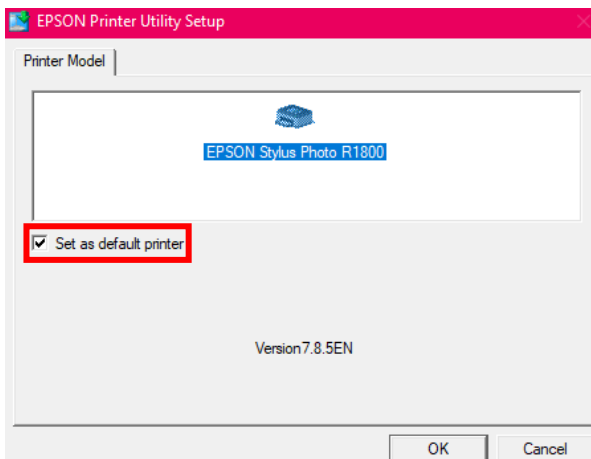 EPSON Printer Utility Setup
Printer Model
EPSON Stylus Photo R1800
Set as default printer
Version7.8.5EN
OK
Cancel